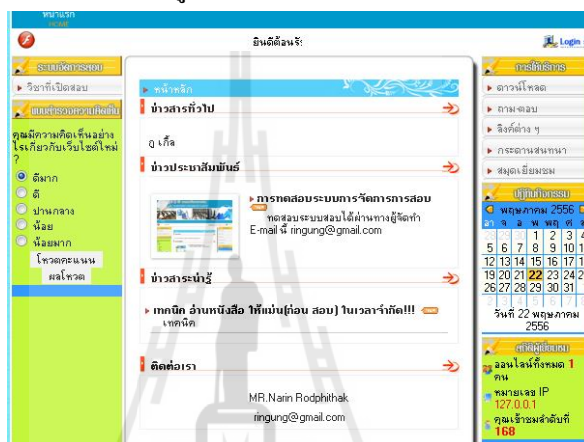 หน้าแรก
HOME
ยินดีต้อนรั
Login
ระบบจัดการสอบ
วิชาที่เปิดสอบ
แบบสำรวจความคิดเห็น
คุณมีความคิดเห็นอย่าง
ไรเกี่ยวกับเว็บไซต์ใหม่
?
ดีมาก
ดี
ปานกลาง
น้อย
น้อยมาก
โหวตคะแนน
ผลโหวต
หน้าหลัก
ข่าวสารทั่วไป
ข่าวประชาสัมพันธ์
การทดสอบระบบการจัดการการสอบ
ทดสอบระบบสอบได้ผ่านทางผู้จัดทำ
E-mail นี้ ringung@gmail.com
ข่าวสาระน่ารู้
เทคนิค อ่านหนังสือ ให้แม่น(ก่อน สอบ) ในเวลาจำกัด!!!
เทคนิค
ติดต่อเรา
MR.Narin Rodphithak
ringung@gmail.com
การให้บริการ
ดาวน์โหลด
ถาม-ตอบ
ลิงค์ต่าง ๆ
กระดานสนทนา
สมุดเยี่ยมชม
ปฏิทินกิจกรรม
พฤษภาคม 2556
อา จ อ พ พฤ ศ
1 2 3 4
5 6 7 8 9 10
12 13 14 15 16 17
19 20 21 22 23 24
26 27 28 29 30 31
วันที่ 22 พฤษภาคม
2556
สถิติผู้เยี่ยมชม
ออนไลน์ทั้งหมด 1
คน
หมายเลข IP
127.0.0.1
คุณเข้าชมลำดับที่
168